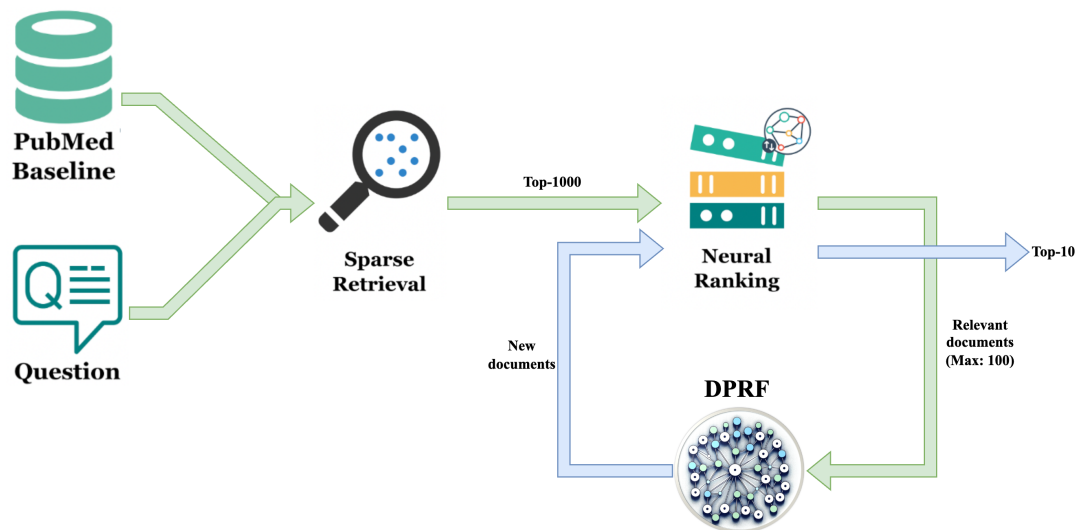 PubMed
Baseline
Question
Q
Sparse
Retrieval
Top-1000
Neural
Ranking
Top-10
Relevant
documents
(Max: 100)
New
documents
DPRF